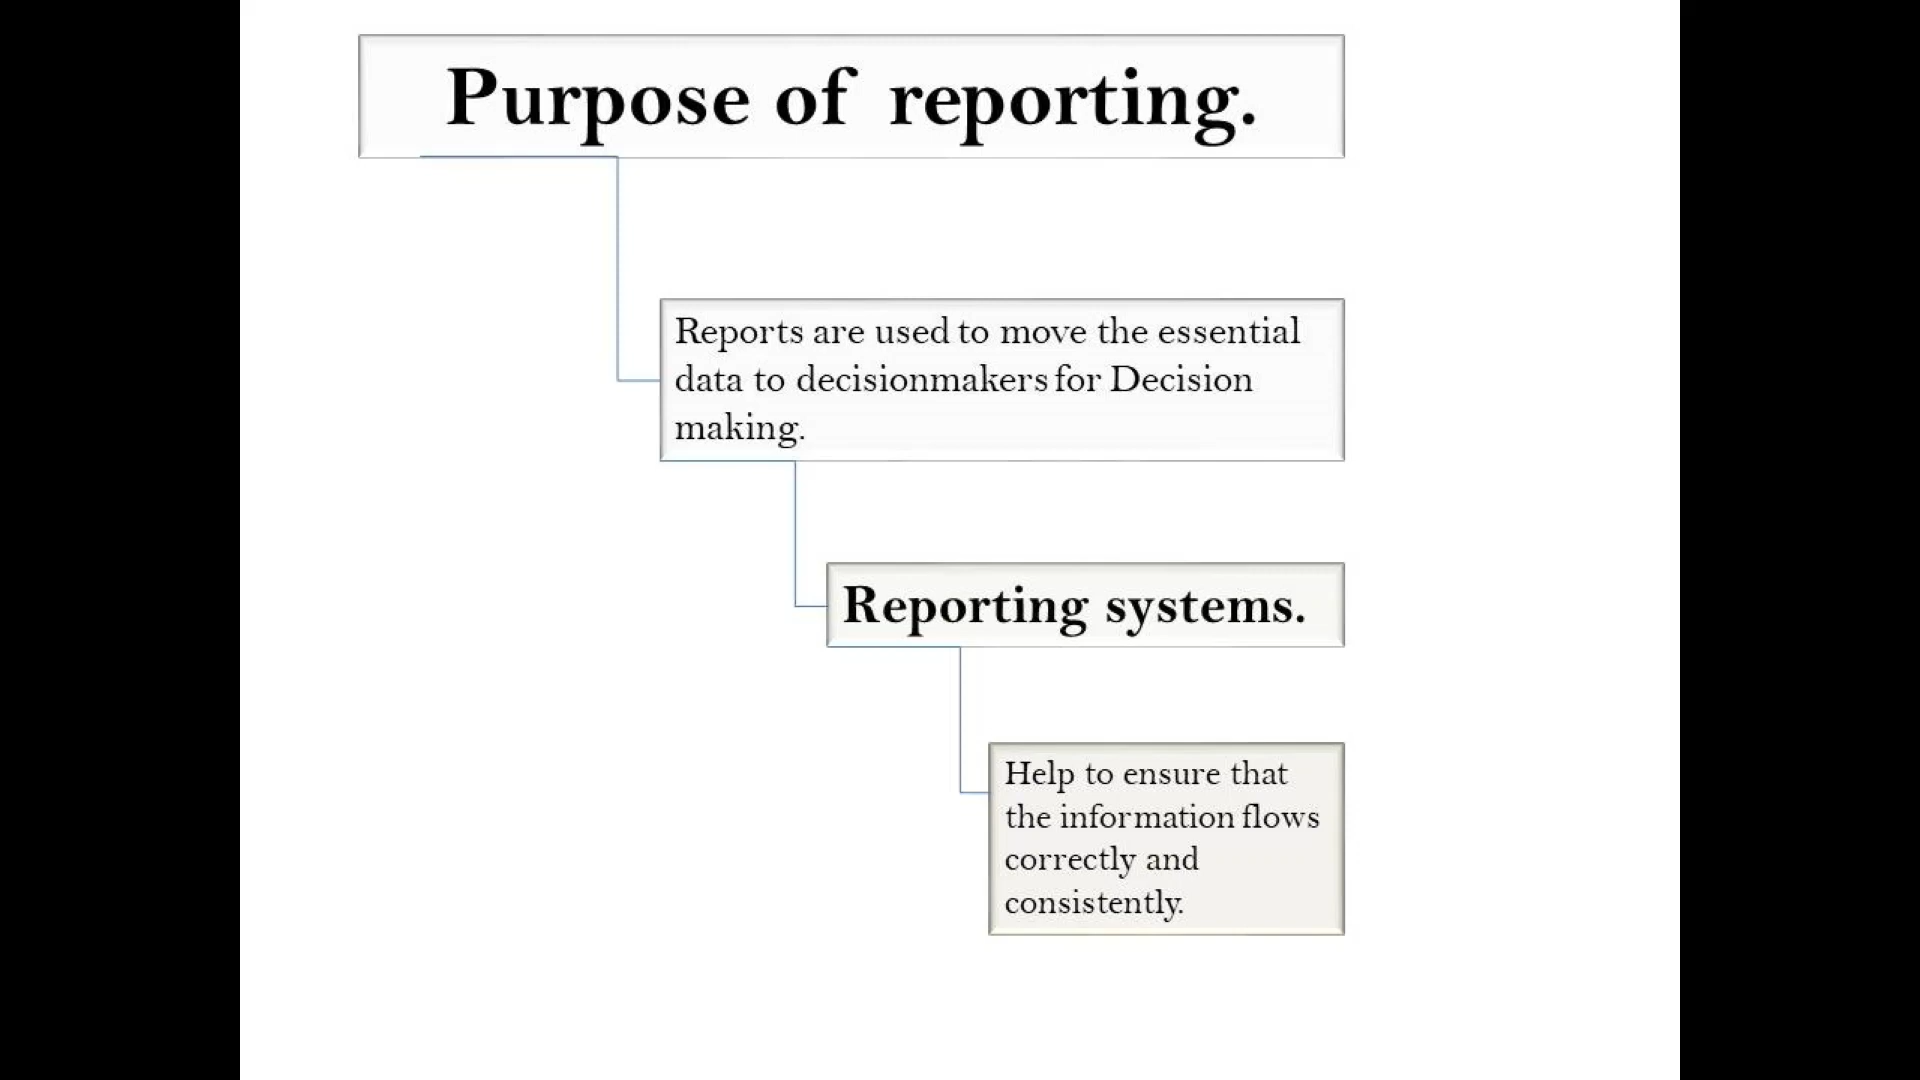 Purpose of reporting.
Reports are used to move the essential
data to decisionmakers for Decision
making.
Reporting systems.
Help to ensure that
the information flows
correctly and
consistently.